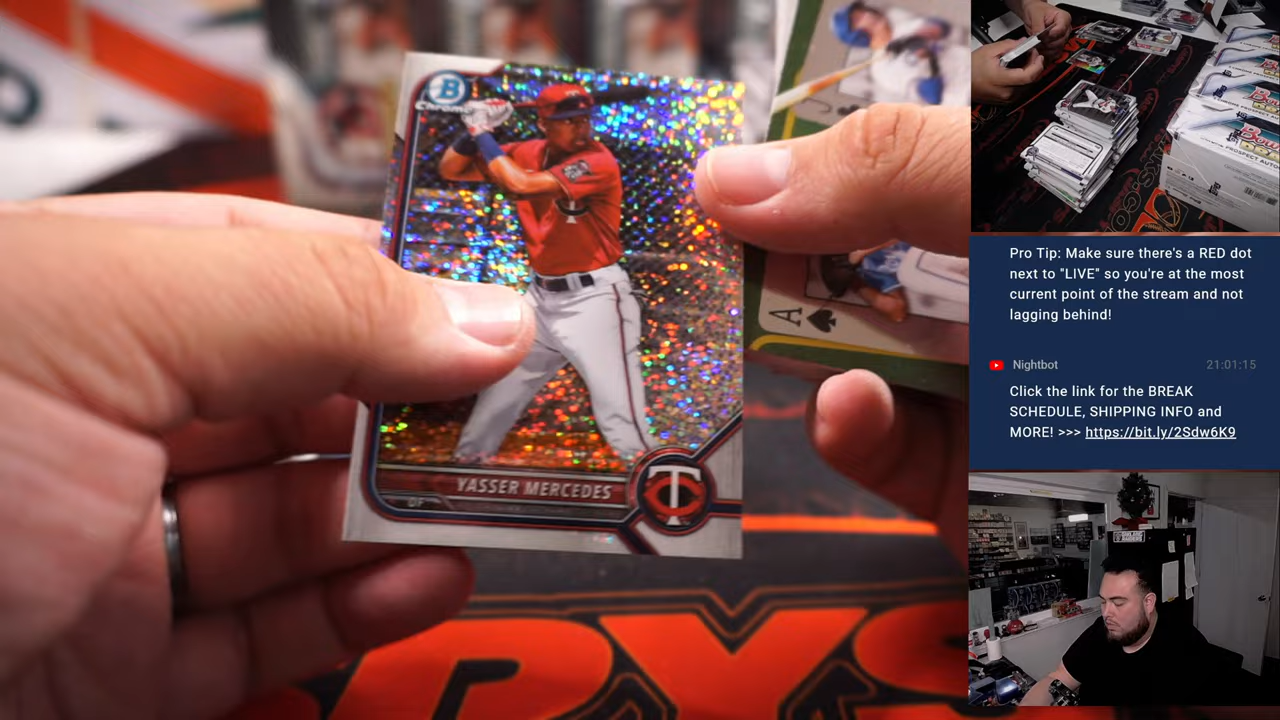 B
Chrome
YASSER MERCEDES
OF
TC
A
J
Pro Tip: Make sure there's a RED dot
next to "LIVE" so you're at the most
current point of the stream and not
lagging behind!
Nightbot 21:01:15
Click the link for the BREAK
SCHEDULE, SHIPPING INFO and
MORE! >>> https://bit.ly/2Sdw6K9